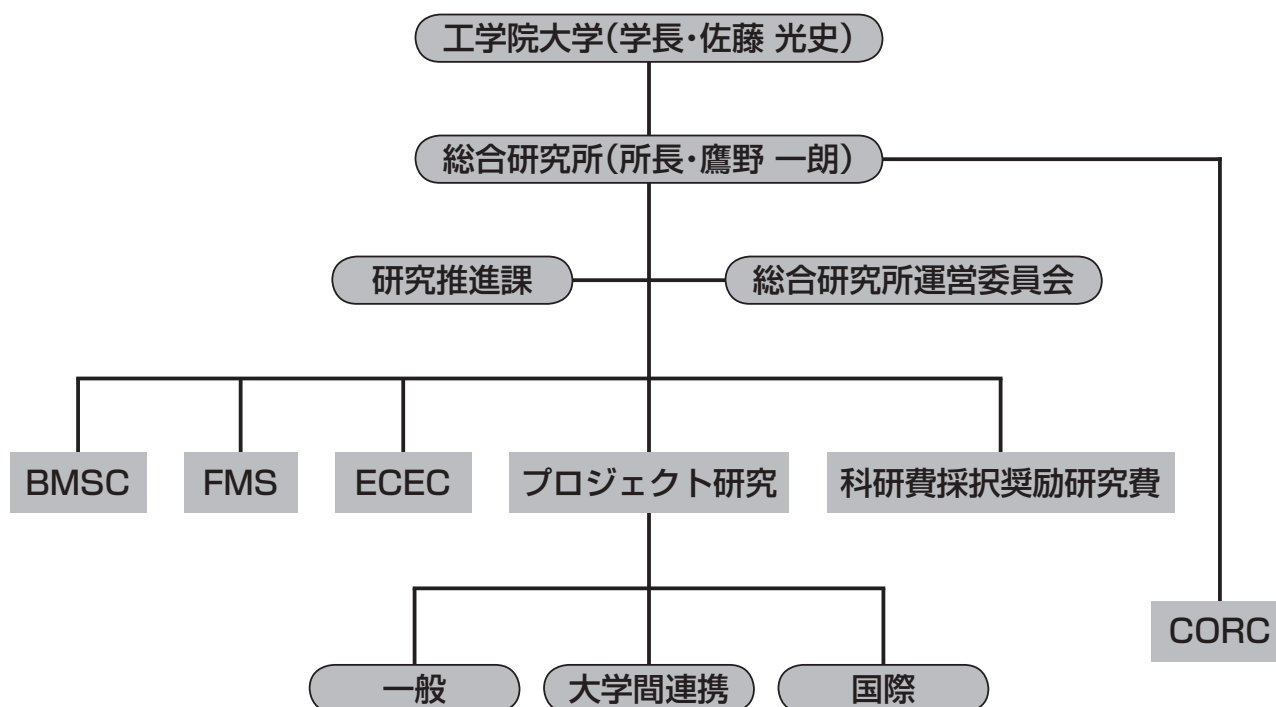 工学院大学(学長・佐藤 光史)
総合研究所(所長・鷹野 一朗)
研究推進課
総合研究所運営委員会
BMSC
FMS
ECEC
プロジェクト研究
科研費採択奨励研究費
CORC
一般
大学間連携
国際